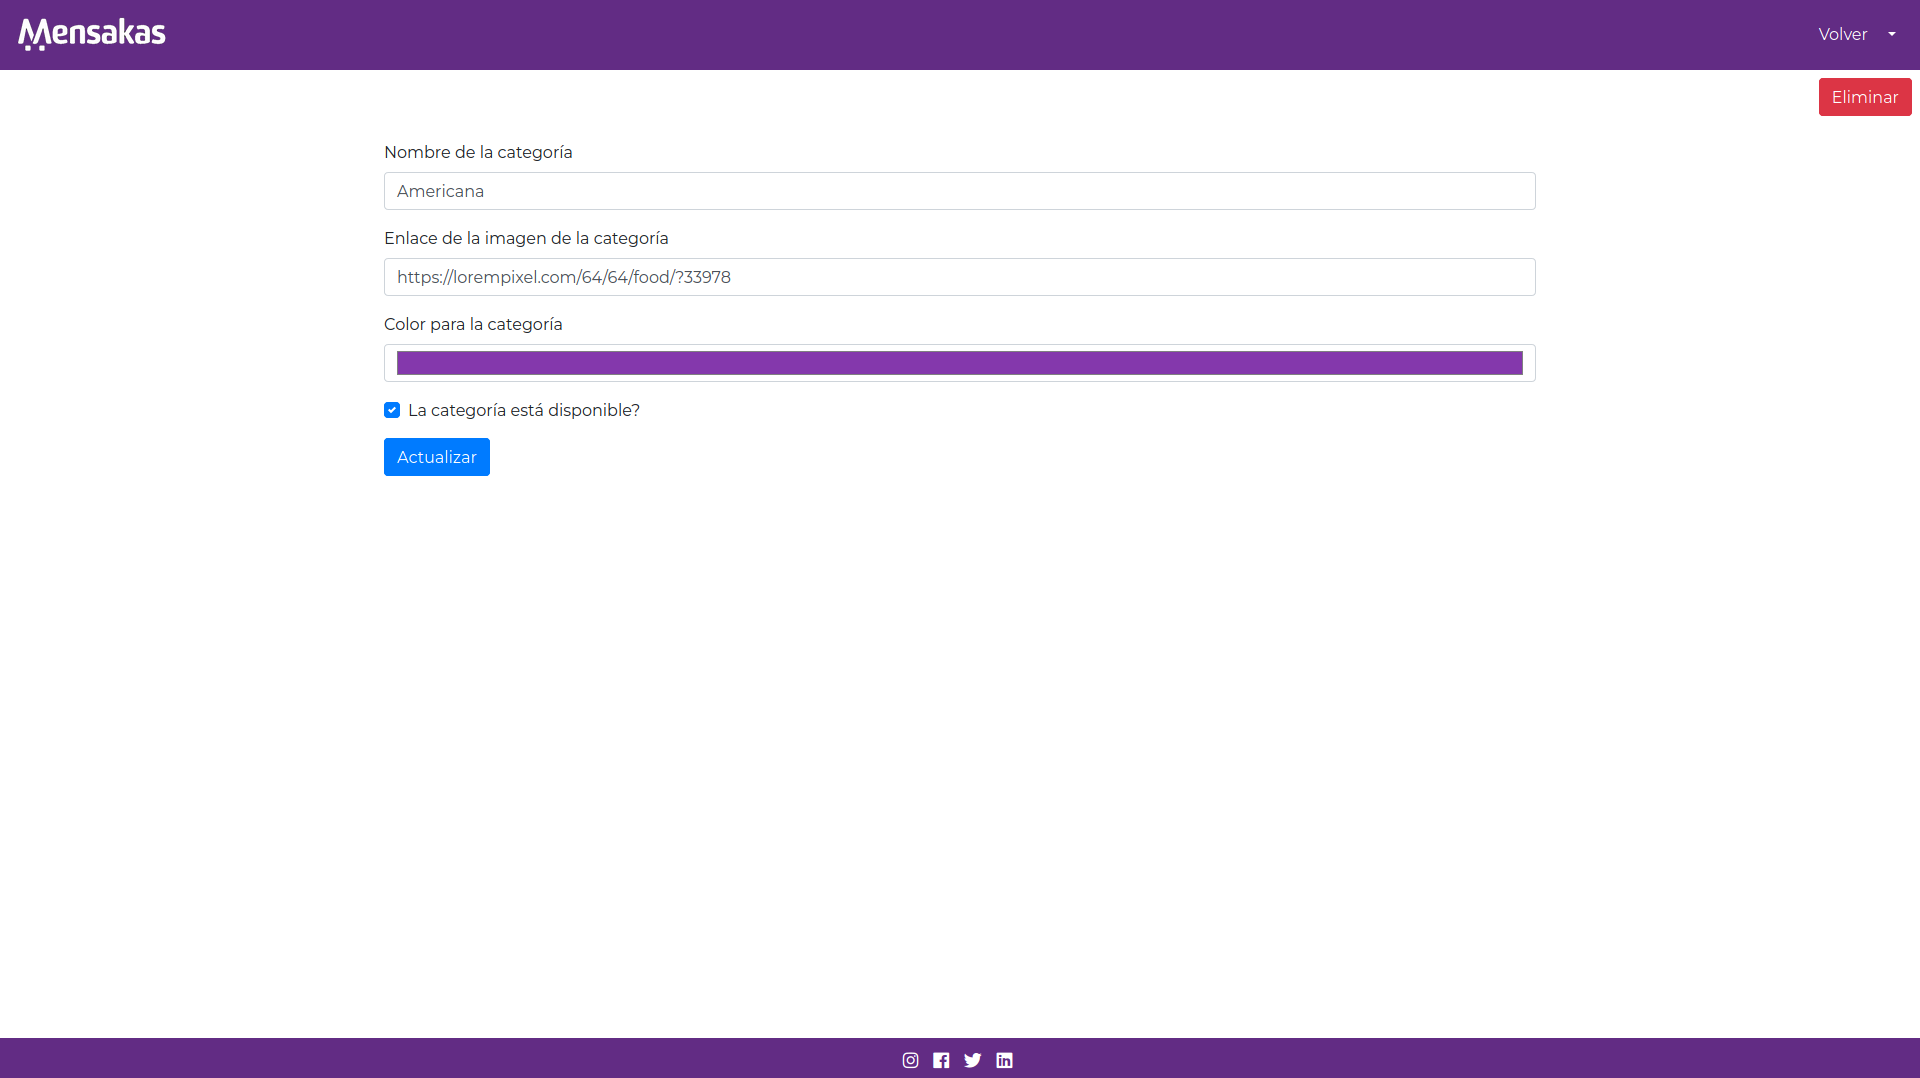 Mensakas
Volver
Eliminar
Nombre de la categoría
Americana
Enlace de la imagen de la categoría
https://lorempixel.com/64/64/food/?33978
Color para la categoría
La categoría está disponible?
Actualizar